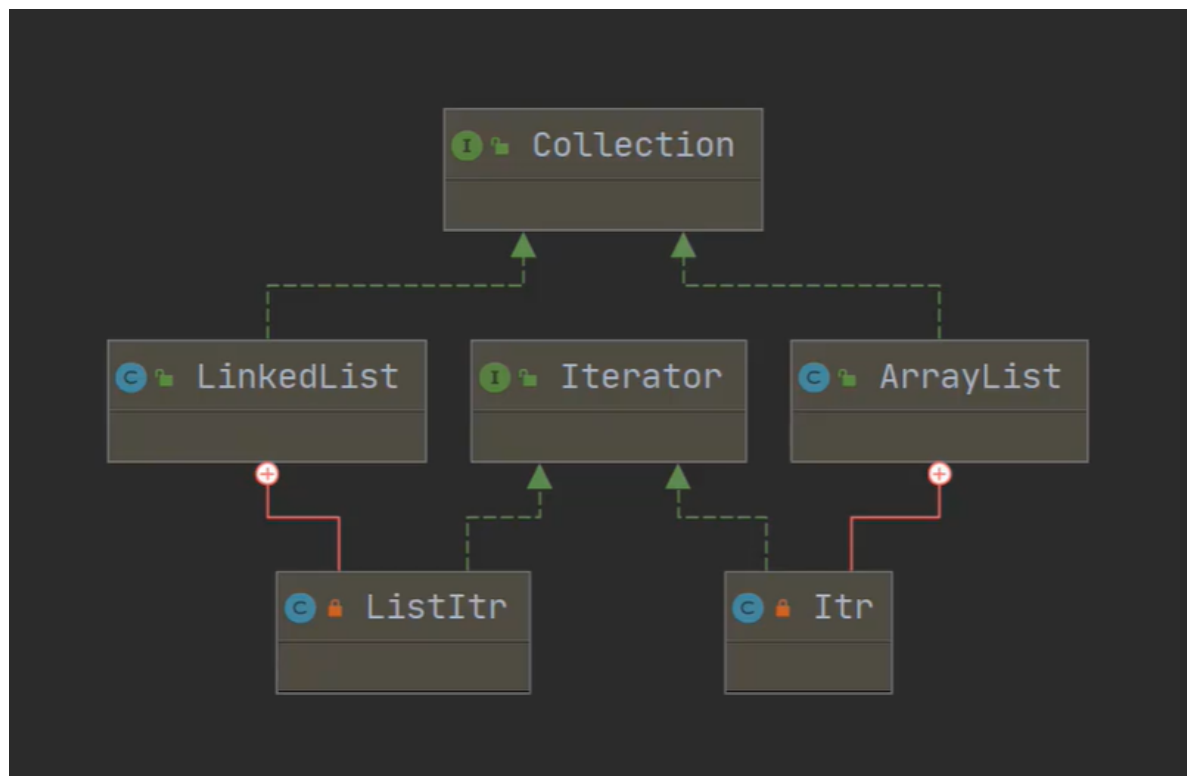 I Collection
C LinkedList
I Iterator
C ArrayList
C ListItr
C Itr